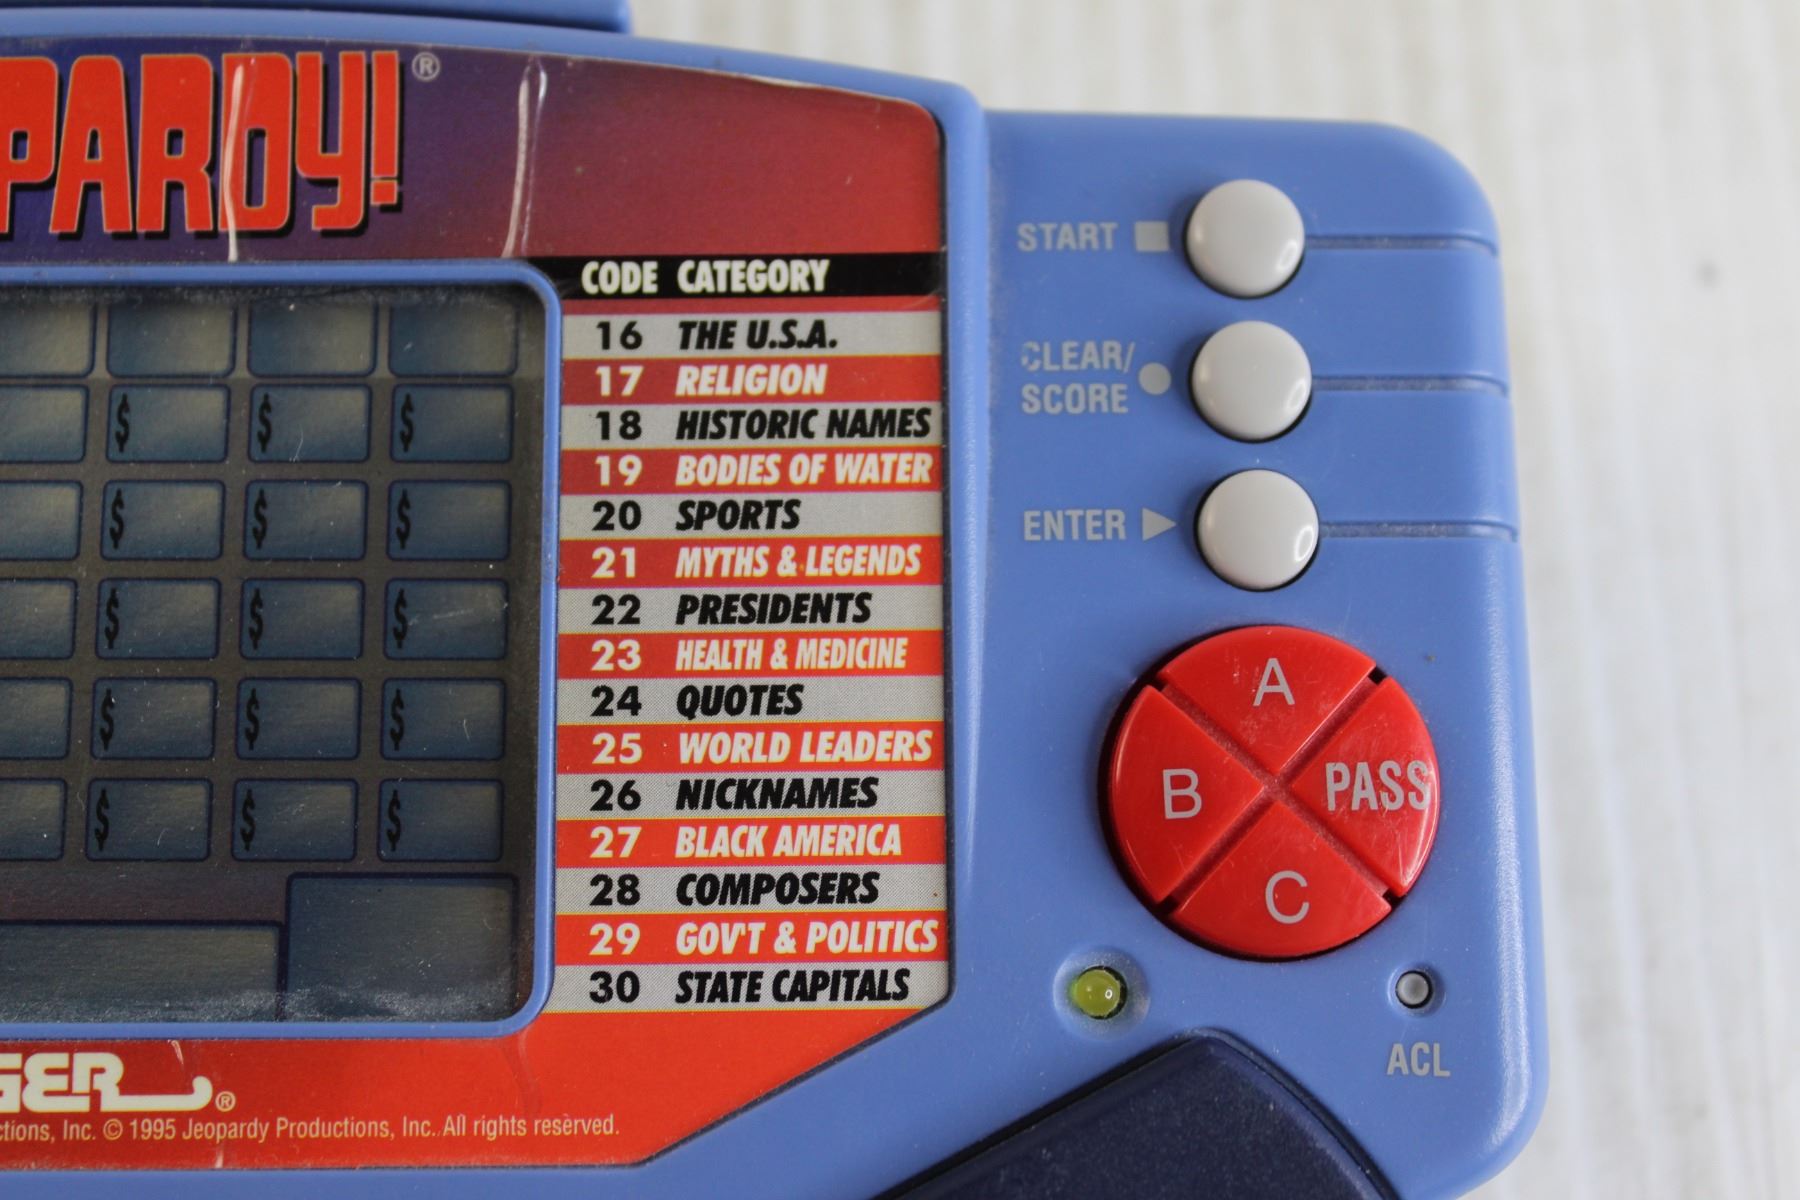 PARDY!®
CODE CATEGORY
16 THE U.S.A.
17 RELIGION
18 HISTORIC NAMES
19 BODIES OF WATER
20 SPORTS
21 MYTHS & LEGENDS
22 PRESIDENTS
23 HEALTH & MEDICINE
24 QUOTES
25 WORLD LEADERS
26 NICKNAMES
27 BLACK AMERICA
28 COMPOSERS
29 GOV'T & POLITICS
30 STATE CAPITALS
$ $ $
$ $ $
$ $ $
$ $ $
$ $ $
GER®
ctions, Inc. © 1995 Jeopardy Productions, Inc. All rights reserved.
START
CLEAR/
SCORE
ENTER
A
B
PASS
C
ACL